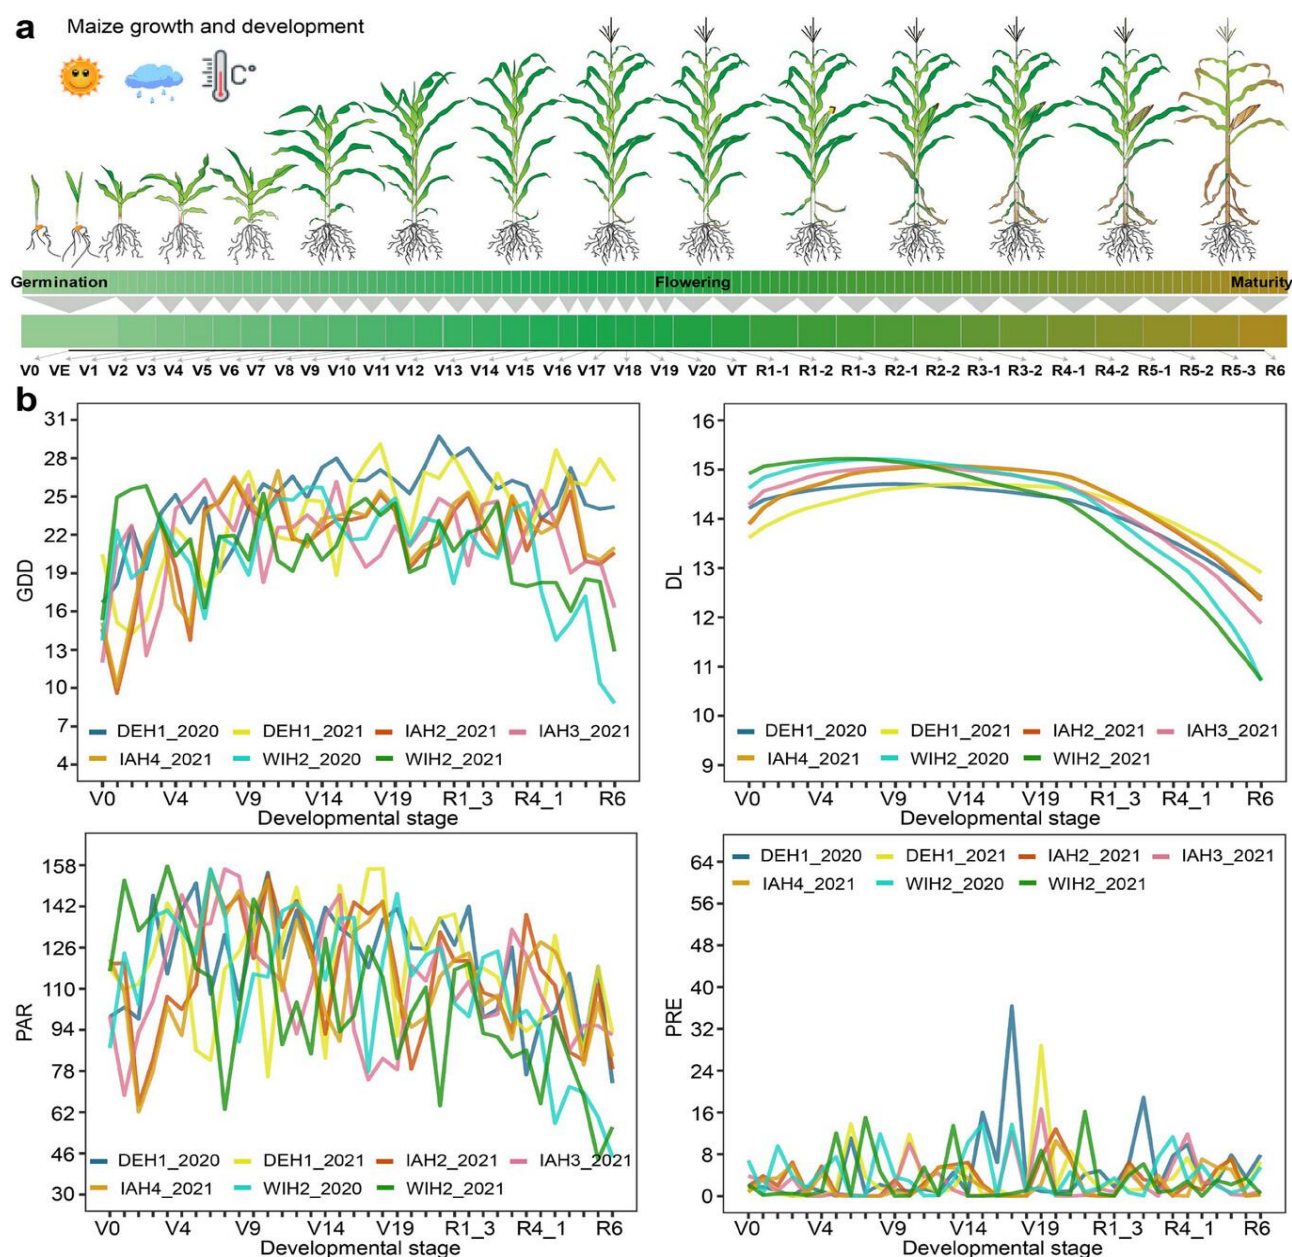 a Maize growth and development
C°
Germination Flowering Maturity
V0 VE V1 V2 V3 V4 V5 V6 V7 V8 V9 V10 V11 V12 V13 V14 V15 V16 V17 V18 V19 V20 VT R1-1 R1-2 R1-3 R2-1 R2-2 R3-1 R3-2 R4-1 R4-2 R5-1 R5-2 R5-3 R6
b
31
28
25
22
19
16
13
10
7
4
GDD
DEH1_2020 DEH1_2021 IAH2_2021 IAH3_2021
IAH4_2021 WIH2_2020 WIH2_2021
V0 V4 V9 V14 V19 R1_3 R4_1 R6
Developmental stage
16
15
14
13
12
11
10
9
DL
DEH1_2020 DEH1_2021 IAH2_2021 IAH3_2021
IAH4_2021 WIH2_2020 WIH2_2021
V0 V4 V9 V14 V19 R1_3 R4_1 R6
Developmental stage
158
142
126
110
94
78
62
46
30
PAR
DEH1_2020 DEH1_2021 IAH2_2021 IAH3_2021
IAH4_2021 WIH2_2020 WIH2_2021
V0 V4 V9 V14 V19 R1_3 R4_1 R6
Developmental stage
DEH1_2020 DEH1_2021 IAH2_2021 IAH3_2021
IAH4_2021 WIH2_2020 WIH2_2021
64
56
48
40
32
24
16
8
0
PRE
V0 V4 V9 V14 V19 R1_3 R4_1 R6
Developmental stage